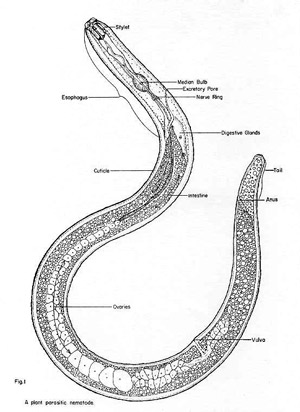 Stylet
Median Bulb
Excretory Pore
Esophagus
Nerve Ring
Digestive Glands
Tail
Cuticle
Intestine
Anus
Ovaries
Vulva
Fig.1
A plant parasitic nematode.